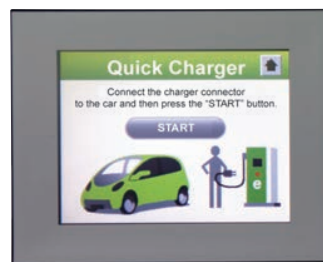 Quick Charger
Connect the charger connector
to the car and then press the “START” button.
START
e